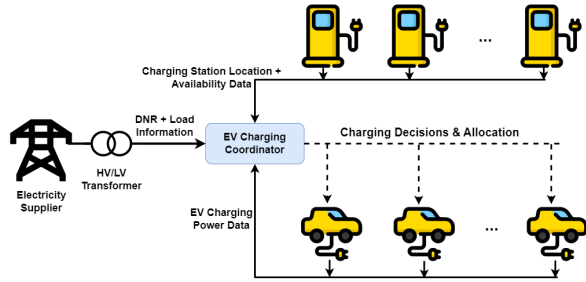 ...
Charging Station Location +
Availability Data
DNR + Load
Information
EV Charging
Coordinator
Charging Decisions & Allocation
HV/LV
Transformer
Electricity
Supplier
EV Charging
Power Data
...